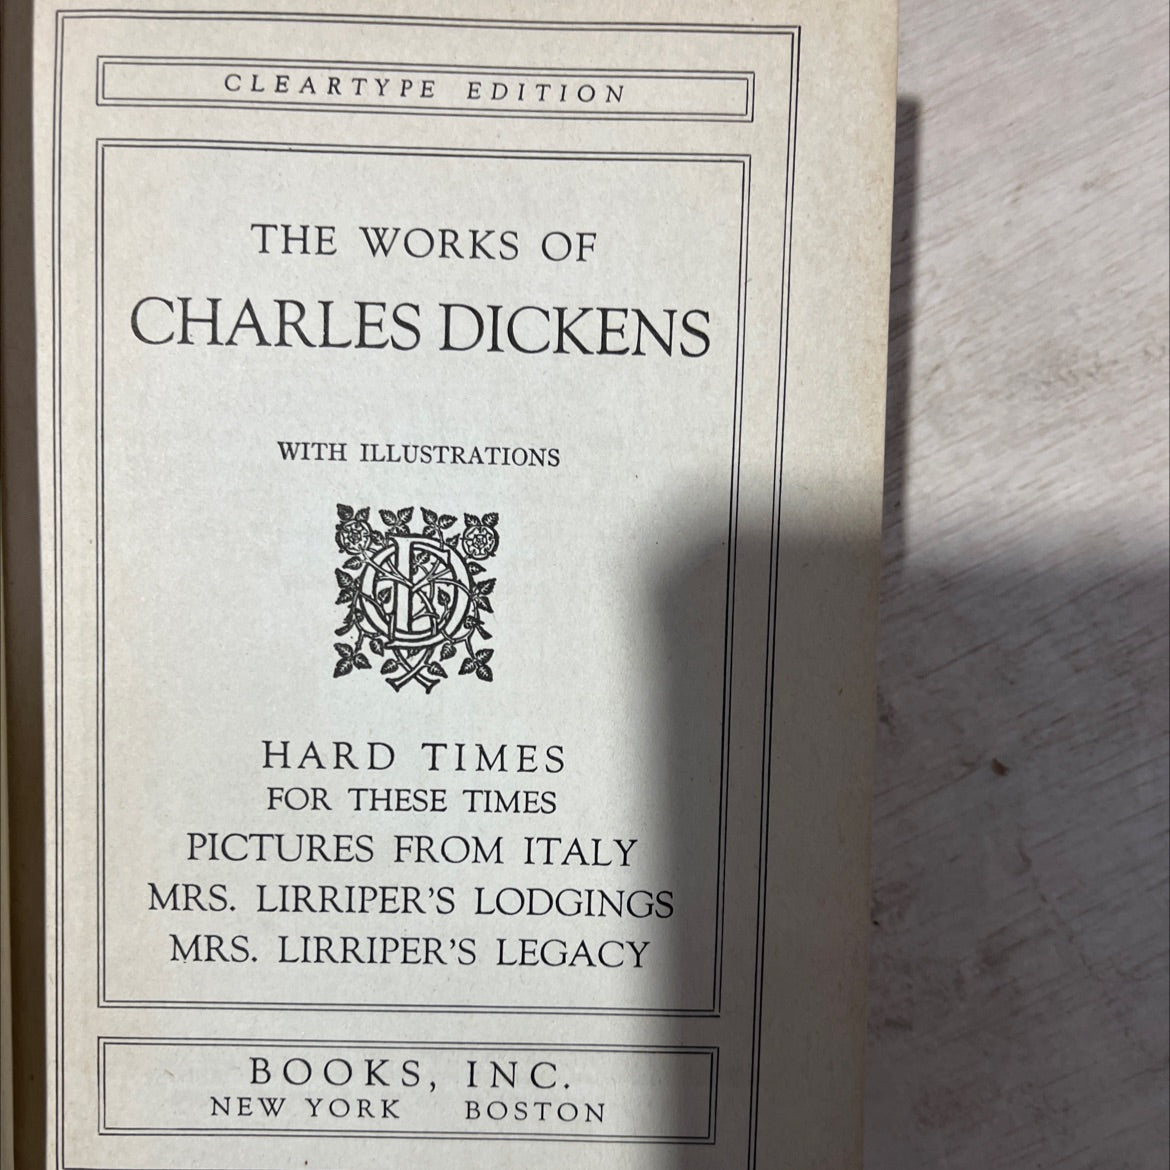 CLEARTYPE EDITION
THE WORKS OF
CHARLES DICKENS
WITH ILLUSTRATIONS
HARD TIMES
FOR THESE TIMES
PICTURES FROM ITALY
MRS. LIRRIPER'S LODGINGS
MRS. LIRRIPER'S LEGACY
BOOKS, INC.
NEW YORK BOSTON